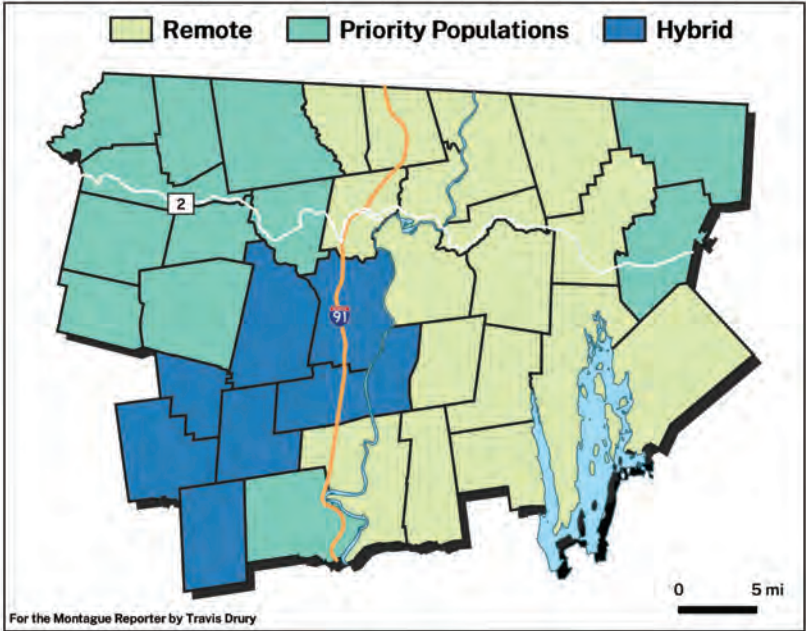 Remote Priority Populations Hybrid
2
91
0 5 mi
For the Montague Reporter by Travis Drury